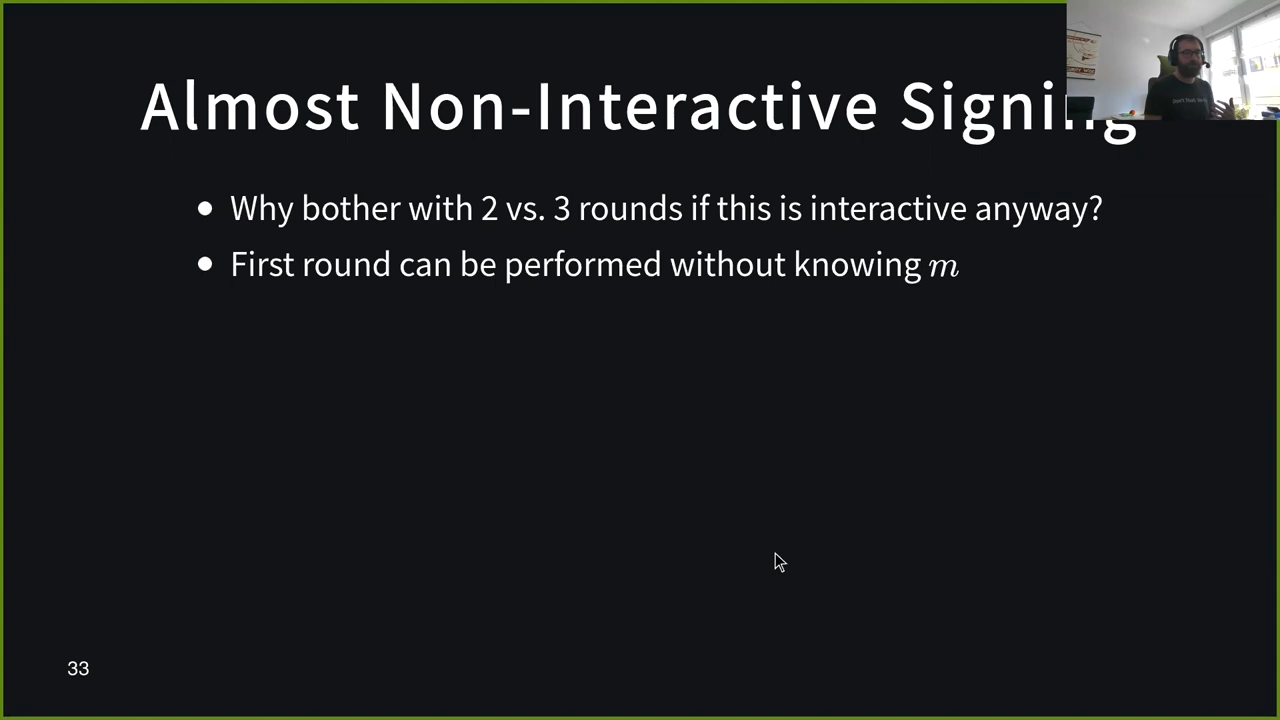 Almost Non-Interactive Signing
Why bother with 2 vs. 3 rounds if this is interactive anyway?
First round can be performed without knowing m
33